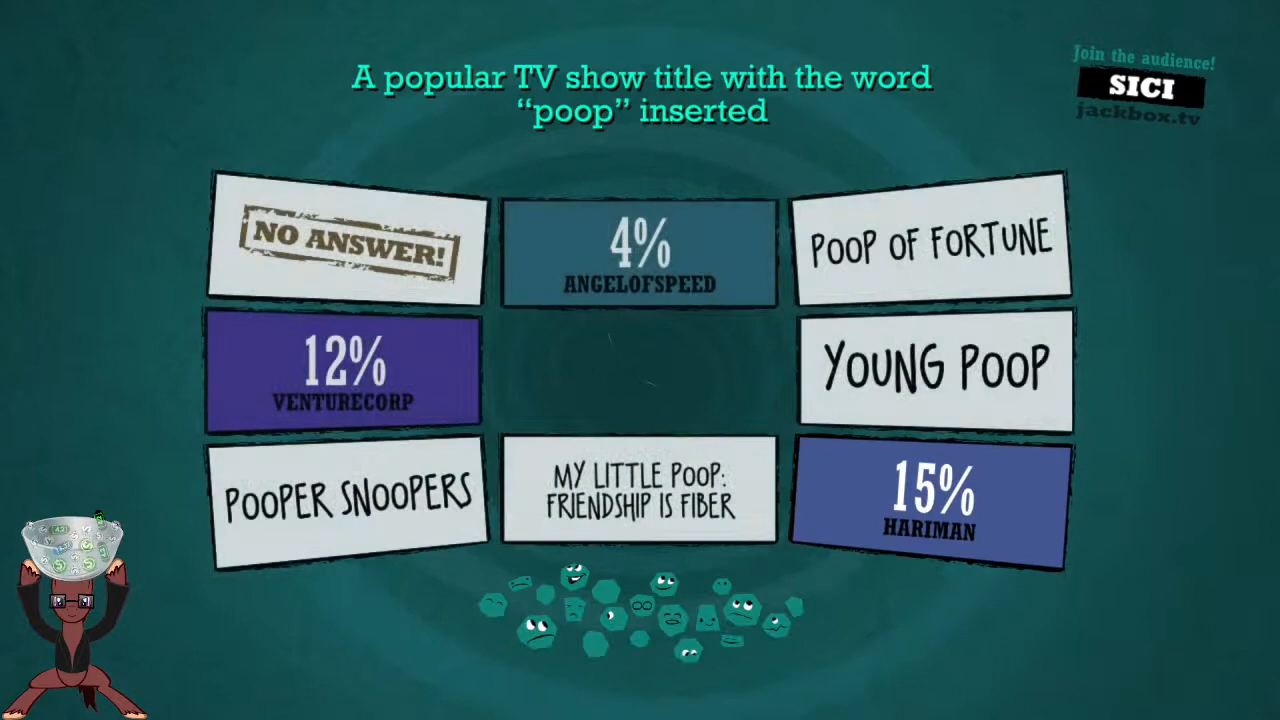 A popular TV show title with the word
"poop" inserted
Join the audience!
SICI
jackbox.tv
NO ANSWER!
4%
ANGELOFSPEED
POOP OF FORTUNE
12%
VENTURECORP
YOUNG POOP
POOPER SNOOPERS
MY LITTLE POOP:
FRIENDSHIP IS FIBER
15%
HARIMAN